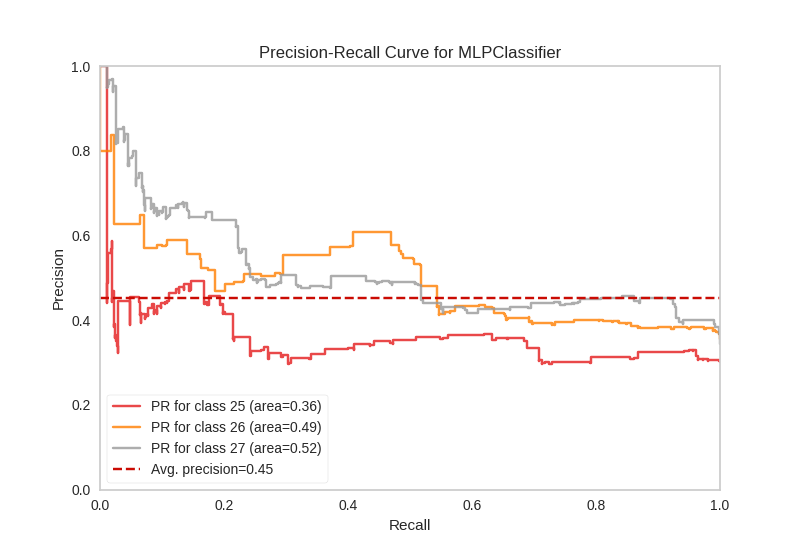 Precision-Recall Curve for MLPClassifier
1.0
0.8
0.6
0.4
0.2
0.0
Precision
PR for class 25 (area=0.36)
PR for class 26 (area=0.49)
PR for class 27 (area=0.52)
Avg. precision=0.45
0.0 0.2 0.4 0.6 0.8 1.0
Recall